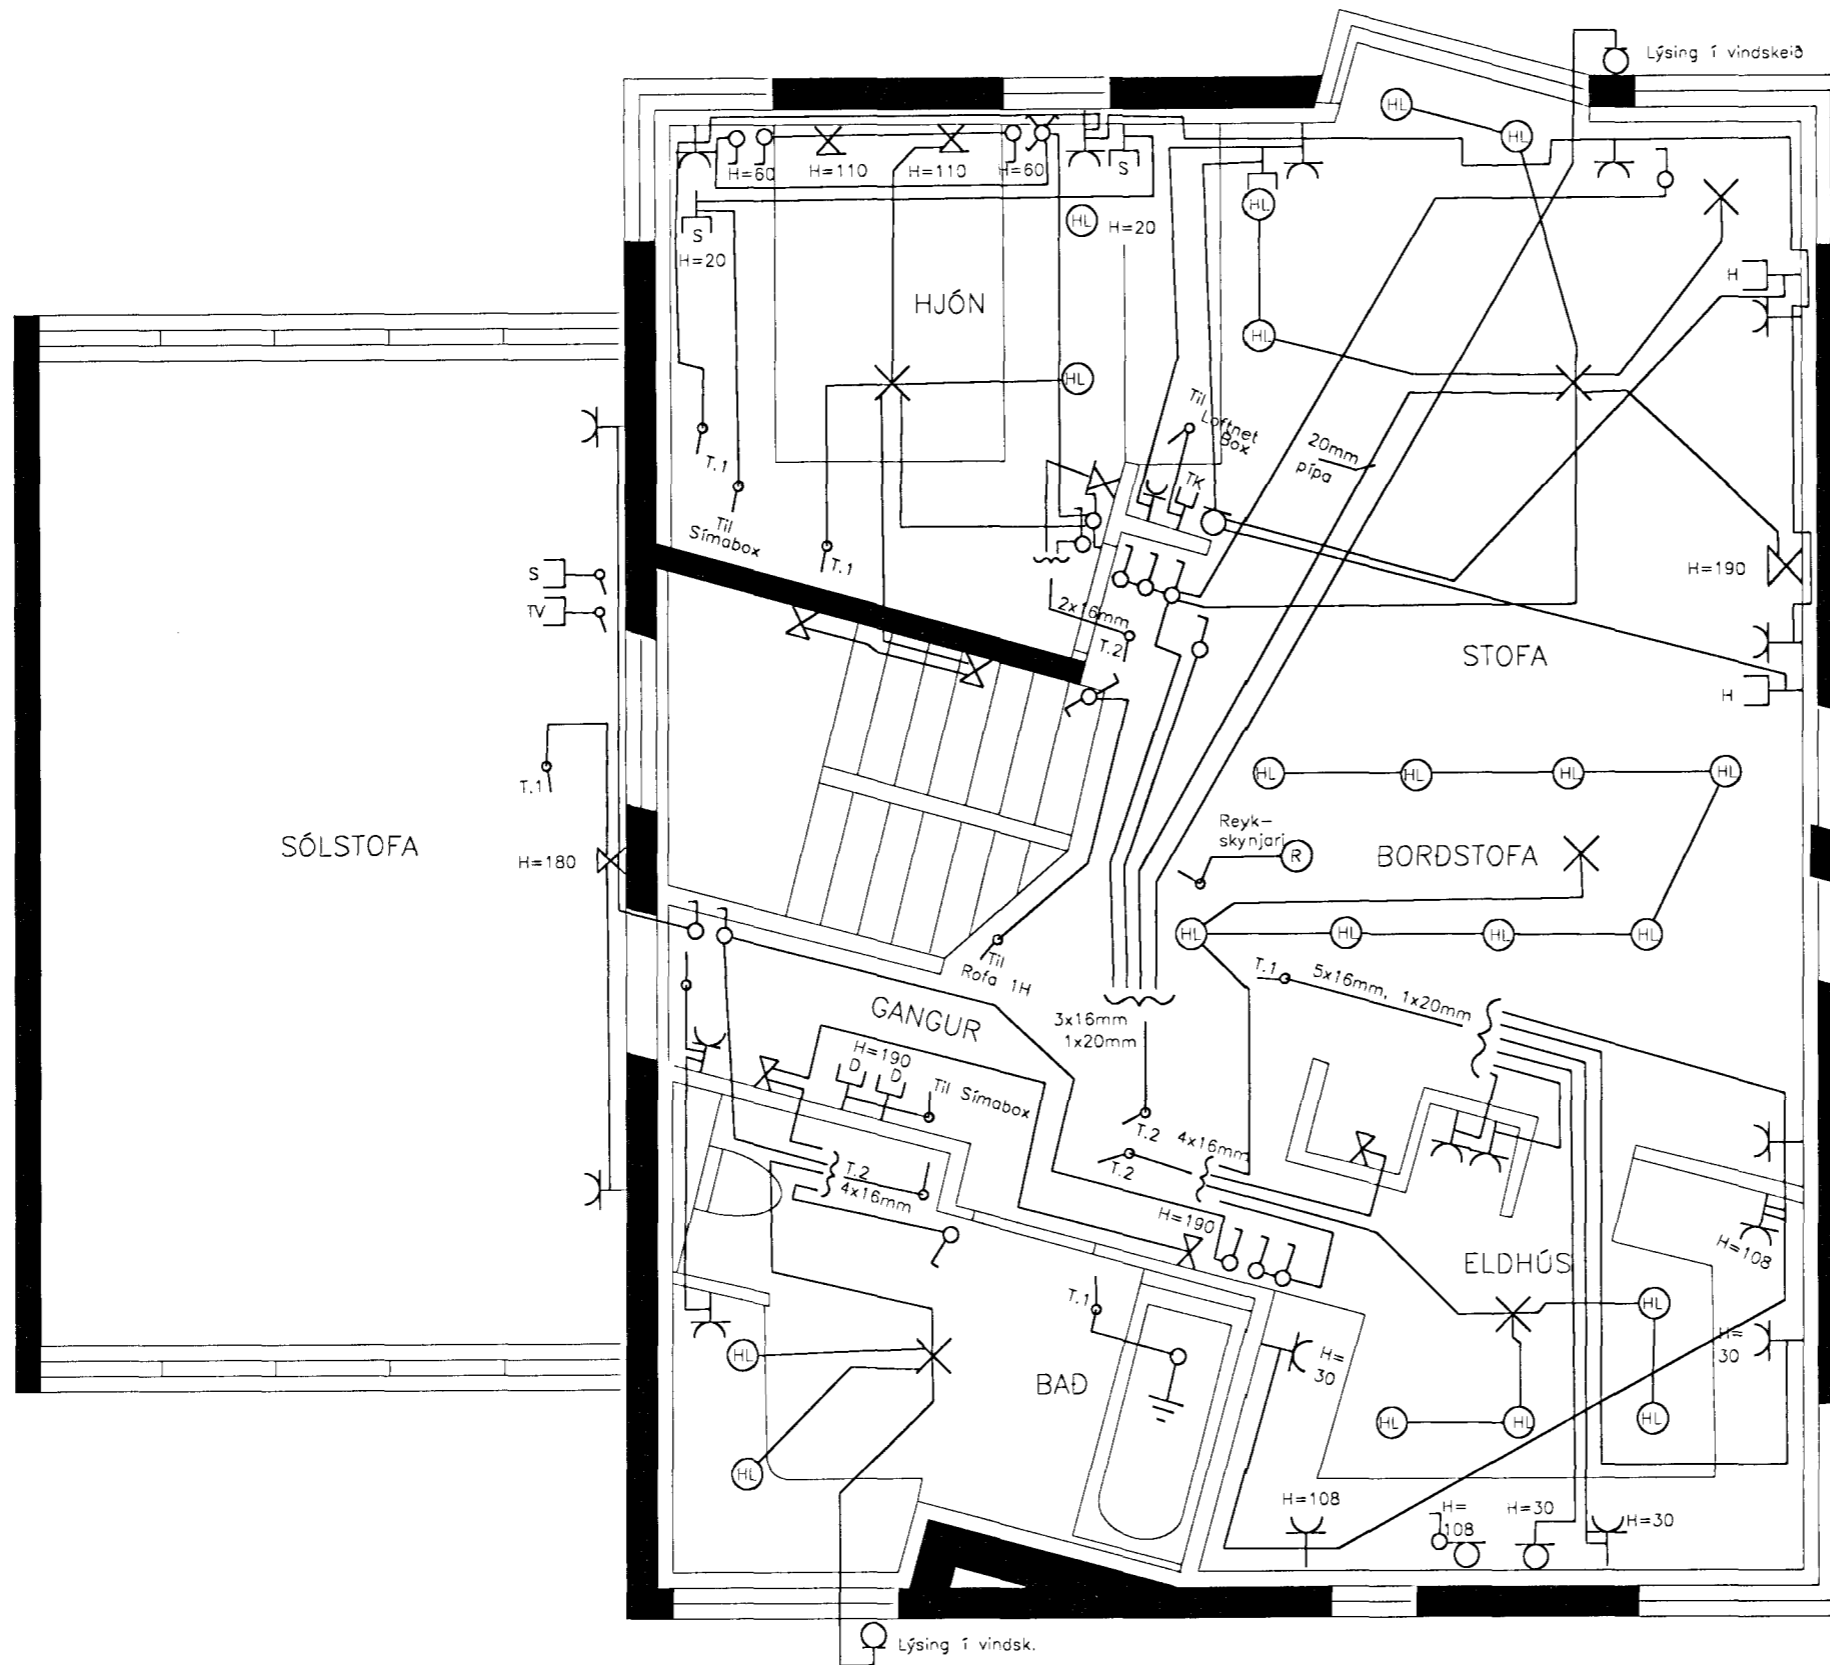 Lýsing í vindskeið
HL
HL
H=60
H=110
H=110
H=60
S
S
H=20
HL
H=20
HL
H
HJÓN
HL
HL
T.1
Til
Símabox
T.1
Til
Loftnet
Box
TK
20mm
pípa
S
TV
2x16mm
T.2
H=190
STOFA
H
T.1
HL
HL
HL
HL
SÓLSTOFA
H=180
Reyk-
skynjari
R
BORÐSTOFA
HL
HL
HL
HL
Til
Rofa 1H
T.1
5x16mm, 1x20mm
GANGUR
3x16mm
1x20mm
H=190
D
D
Til Símabox
T.2
4x16mm
T.2
T.2
4x16mm
H=190
H=108
ELDHÚS
T.1
HL
HL
BAÐ
H=
30
H=
30
HL
HL
HL
HL
H=108
H=
108
H=30
H=30
Lýsing í vindsk.